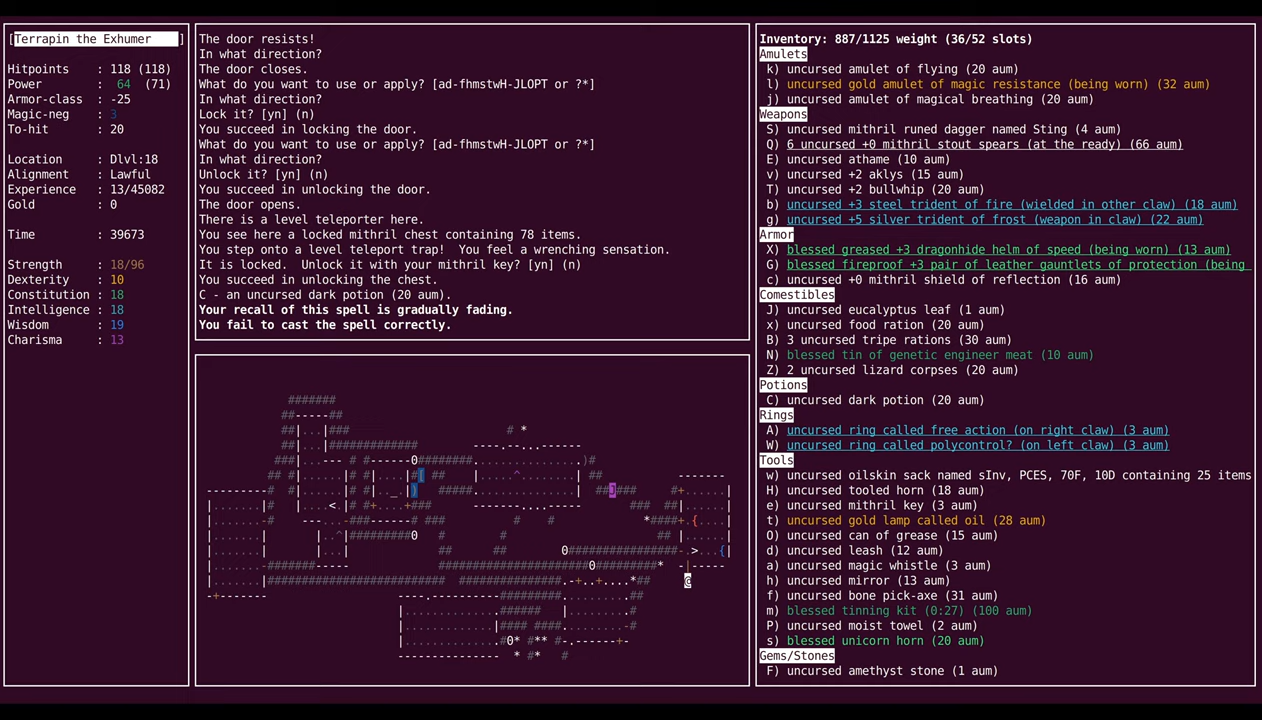 [Terrapin the Exhumer ]
Hitpoints : 118 (118)
Power : 64 (71)
Armor-class : -25
Magic-neg : 3
To-hit : 20
Location : Dlvl:18
Alignment : Lawful
Experience : 13/45082
Gold : 0
Time : 39673
Strength : 18/96
Dexterity : 10
Constitution : 18
Intelligence : 18
Wisdom : 19
Charisma : 13
The door resists!
In what direction?
The door closes.
What do you want to use or apply? [ad-fhmstwH-JLOPT or ?*]
In what direction?
Lock it? [yn] (n)
You succeed in locking the door.
What do you want to use or apply? [ad-fhmstwH-JLOPT or ?*]
In what direction?
Unlock it? [yn] (n)
You succeed in unlocking the door.
The door opens.
There is a level teleporter here.
You see here a locked mithril chest containing 78 items.
You step onto a level teleport trap!  You feel a wrenching sensation.
It is locked.  Unlock it with your mithril key? [yn] (n)
You succeed in unlocking the chest.
C - an uncursed dark potion (20 aum).
Your recall of this spell is gradually fading.
You fail to cast the spell correctly.
Inventory: 887/1125 weight (36/52 slots)
Amulets
k) uncursed amulet of flying (20 aum)
l) uncursed gold amulet of magic resistance (being worn) (32 aum)
j) uncursed amulet of magical breathing (20 aum)
Weapons
S) uncursed mithril runed dagger named Sting (4 aum)
Q) 6 uncursed +0 mithril stout spears (at the ready) (66 aum)
E) uncursed athame (10 aum)
v) uncursed +2 aklys (15 aum)
T) uncursed +2 bullwhip (20 aum)
b) uncursed +3 steel trident of fire (wielded in other claw) (18 aum)
g) uncursed +5 silver trident of frost (weapon in claw) (22 aum)
Armor
X) blessed greased +3 dragonhide helm of speed (being worn) (13 aum)
G) blessed fireproof +3 pair of leather gauntlets of protection (being
c) uncursed +0 mithril shield of reflection (16 aum)
Comestibles
J) uncursed eucalyptus leaf (1 aum)
x) uncursed food ration (20 aum)
B) 3 uncursed tripe rations (30 aum)
N) blessed tin of genetic engineer meat (10 aum)
Z) 2 uncursed lizard corpses (20 aum)
Potions
C) uncursed dark potion (20 aum)
Rings
A) uncursed ring called free action (on right claw) (3 aum)
W) uncursed ring called polycontrol? (on left claw) (3 aum)
Tools
w) uncursed oilskin sack named sInv, PCES, 70F, 10D containing 25 items
H) uncursed tooled horn (18 aum)
e) uncursed mithril key (3 aum)
t) uncursed gold lamp called oil (28 aum)
O) uncursed can of grease (15 aum)
d) uncursed leash (12 aum)
a) uncursed magic whistle (3 aum)
h) uncursed mirror (13 aum)
f) uncursed bone pick-axe (31 aum)
m) blessed tinning kit (0:27) (100 aum)
P) uncursed moist towel (2 aum)
s) blessed unicorn horn (20 aum)
Gems/Stones
F) uncursed amethyst stone (1 aum)